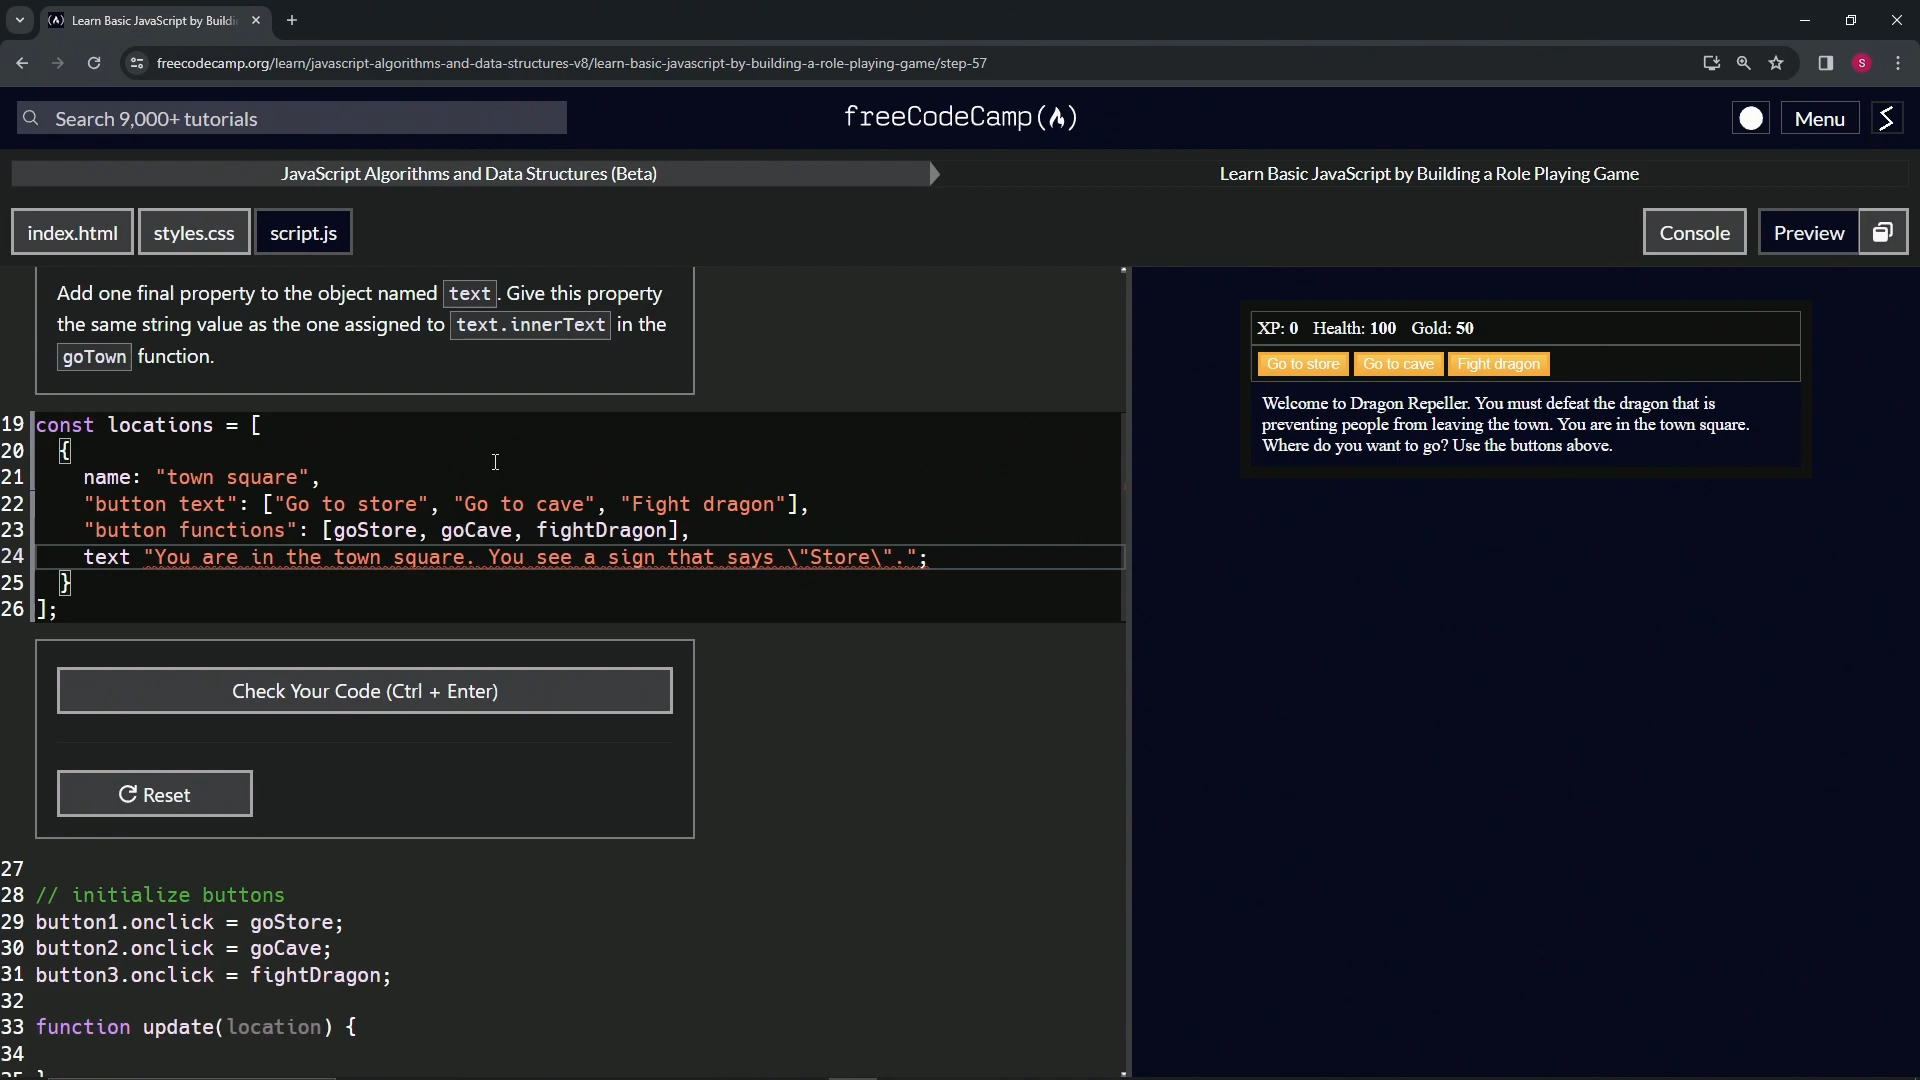 Learn Basic JavaScript by Buildi
freecodecamp.org/learn/javascript-algorithms-and-data-structures-v8/learn-basic-javascript-by-building-a-role-playing-game/step-57
S
Search 9,000+ tutorials
freeCodeCamp(🔥)
Menu
JavaScript Algorithms and Data Structures (Beta)
Learn Basic JavaScript by Building a Role Playing Game
index.html
styles.css
script.js
Console
Preview
Add one final property to the object named text. Give this property
the same string value as the one assigned to text.innerText in the
goTown function.
19 const locations = [
20 {
21 name: "town square",
22 "button text": ["Go to store", "Go to cave", "Fight dragon"],
23 "button functions": [goStore, goCave, fightDragon],
24 text "You are in the town square. You see a sign that says \"Store\".";
25 }
26 ];
Check Your Code (Ctrl + Enter)
Reset
27
28 // initialize buttons
29 button1.onclick = goStore;
30 button2.onclick = goCave;
31 button3.onclick = fightDragon;
32
33 function update(location) {
34
XP: 0 Health: 100 Gold: 50
Go to store
Go to cave
Fight dragon
Welcome to Dragon Repeller. You must defeat the dragon that is
preventing people from leaving the town. You are in the town square.
Where do you want to go? Use the buttons above.